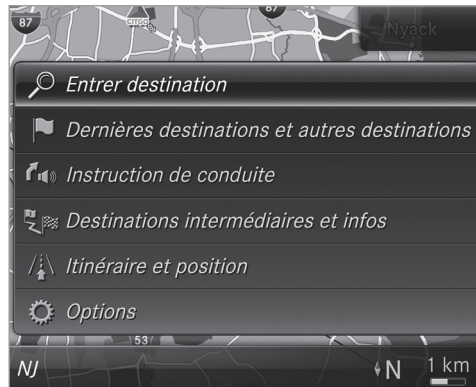 87
CITGO
87
Nyack
Entrer destination
Dernières destinations et autres destinations
Instruction de conduite
Destinations intermédiaires et infos
Itinéraire et position
Options
53
NJ
N
1 km